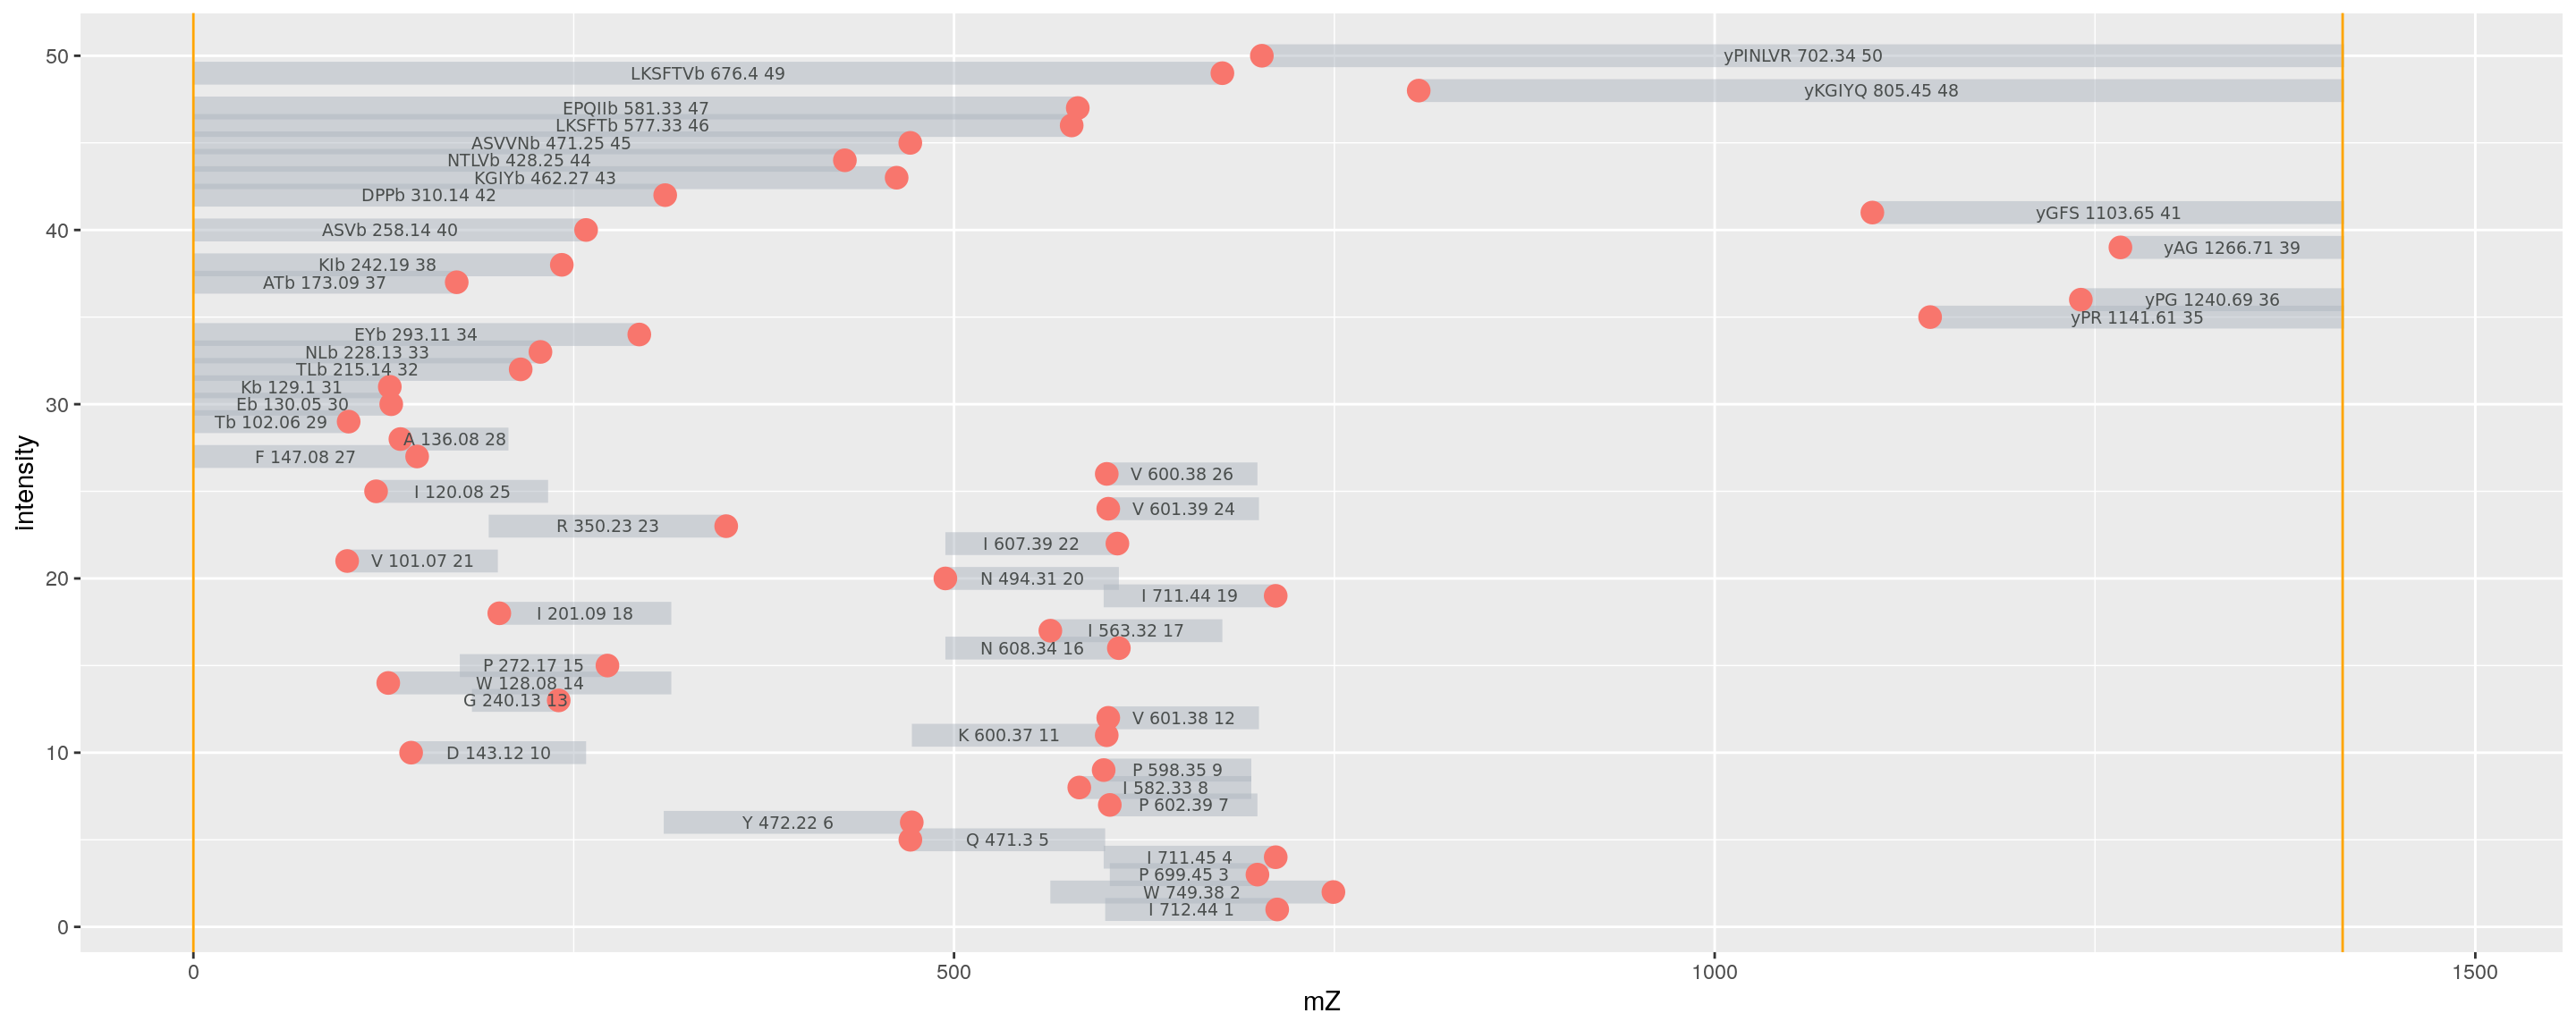 50
yPINLVR 702.34 50
LKSFTVb 676.4 49
yKGIYQ 805.45 48
EPQIIb 581.33 47
LKSFTb 577.33 46
ASVVNb 471.25 45
NTLVb 428.25 44
KGIYb 462.27 43
DPPb 310.14 42
yGFS 1103.65 41
40
ASVb 258.14 40
yAG 1266.71 39
KIb 242.19 38
ATb 173.09 37
yPG 1240.69 36
yPR 1141.61 35
EYb 293.11 34
NLb 228.13 33
TLb 215.14 32
Kb 129.1 31
30
Eb 130.05 30
Tb 102.06 29
A 136.08 28
F 147.08 27
V 600.38 26
I 120.08 25
V 601.39 24
R 350.23 23
I 607.39 22
V 101.07 21
20
N 494.31 20
I 711.44 19
I 201.09 18
I 563.32 17
N 608.34 16
P 272.17 15
W 128.08 14
G 240.13 13
V 601.38 12
K 600.37 11
10
D 143.12 10
P 598.35 9
I 582.33 8
P 602.39 7
Y 472.22 6
Q 471.3 5
I 711.45 4
P 699.45 3
W 749.38 2
I 712.44 1
0
intensity
0 500 1000 1500
mZ